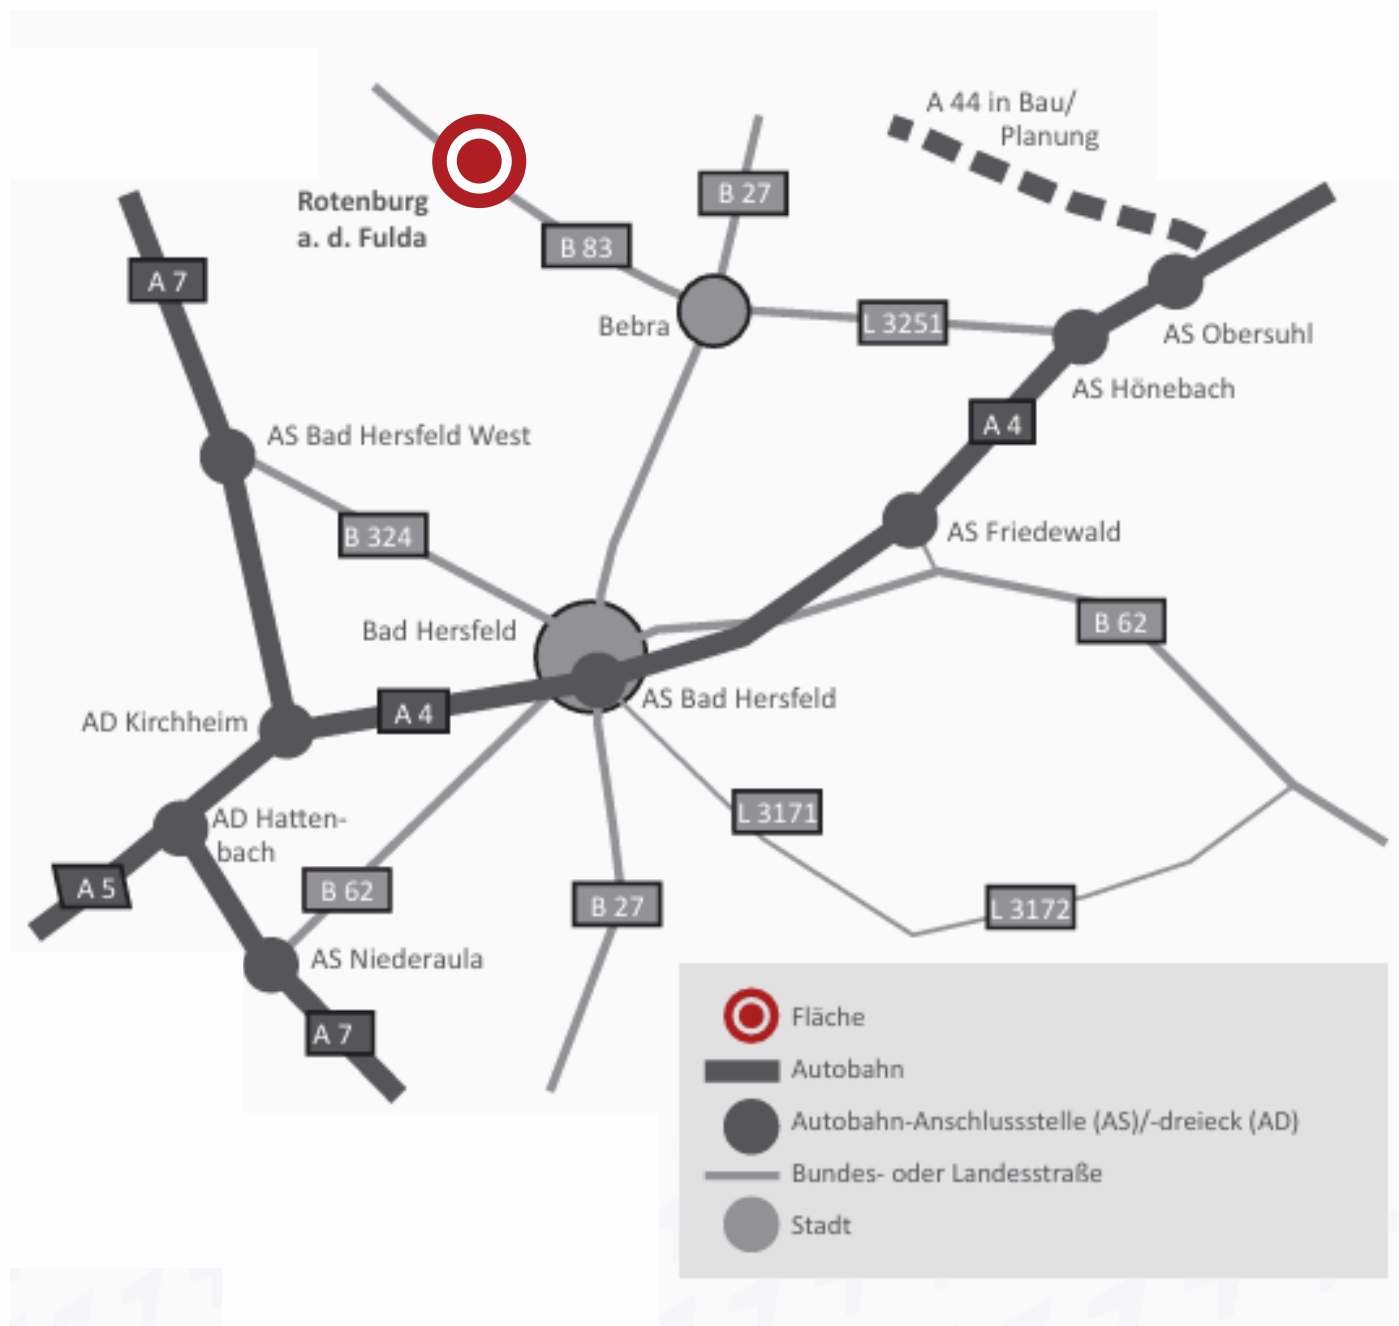 A 44 in Bau/
Planung
B 27
Rotenburg
a. d. Fulda
B 83
A 7
Bebra
L 3251
AS Obersuhl
AS Hönebach
A 4
AS Bad Hersfeld West
B 324
AS Friedewald
Bad Hersfeld
B 62
AS Bad Hersfeld
A 4
AD Kirchheim
AD Hatten-
bach
L 3171
A 5
B 62
B 27
L 3172
AS Niederaula
A 7
Fläche
Autobahn
Autobahn-Anschlussstelle (AS)/-dreieck (AD)
Bundes- oder Landesstraße
Stadt